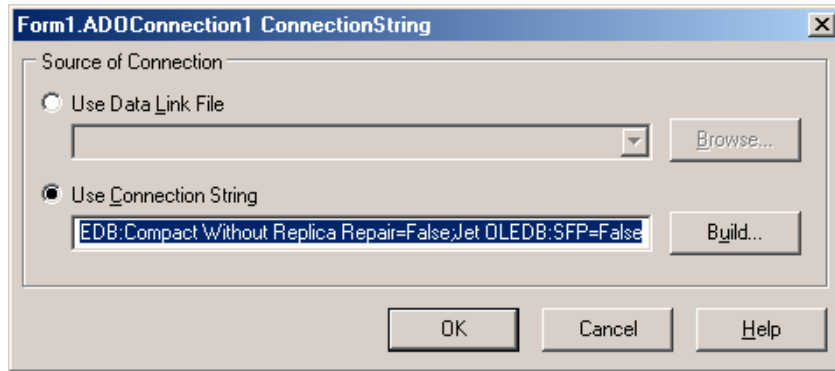 Form1.ADOConnection1 ConnectionString
Source of Connection
Use Data Link File
Browse...
Use Connection String
EDB:Compact Without Replica Repair=False;Jet OLEDB:SFP=False
Build...
OK Cancel Help